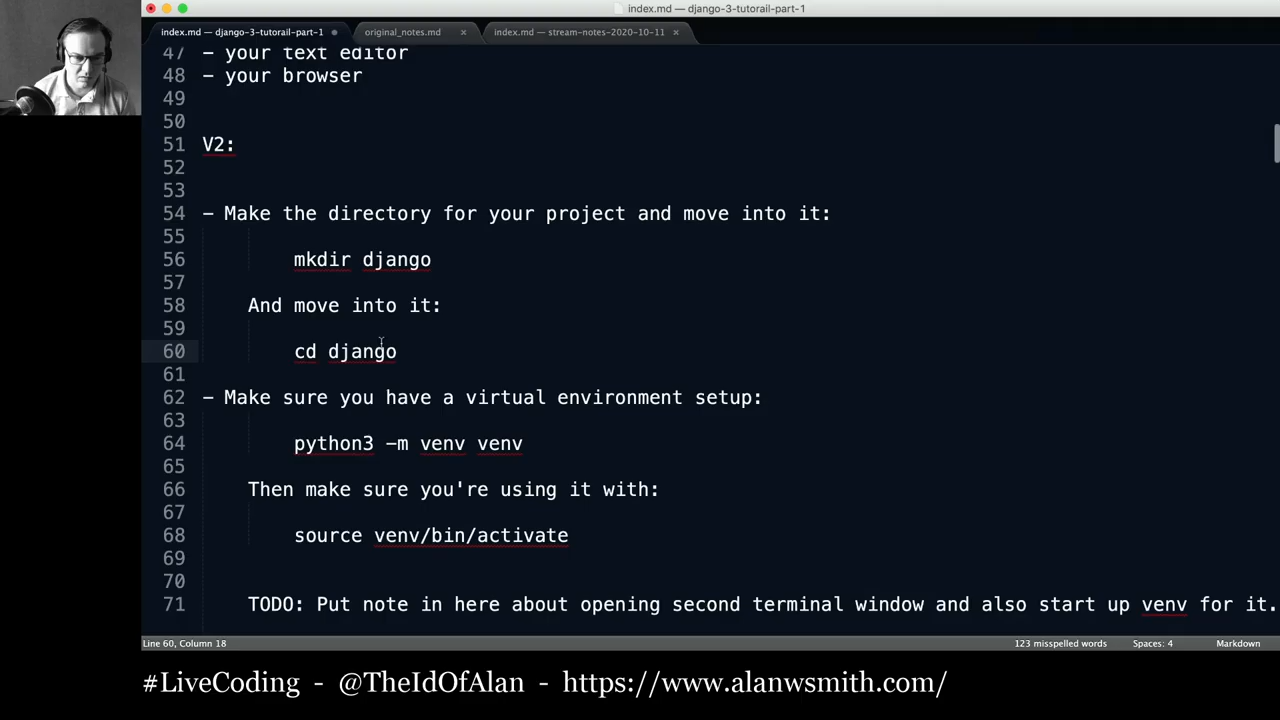 index.md — django-3-tutorail-part-1
index.md — django-3-tutorail-part-1
original_notes.md
index.md — stream-notes-2020-10-11
47 - your text editor
48 - your browser
49
50
51 V2:
52
53
54 - Make the directory for your project and move into it:
55
56 mkdir django
57
58 And move into it:
59
60 cd django
61
62 - Make sure you have a virtual environment setup:
63
64 python3 -m venv venv
65
66 Then make sure you're using it with:
67
68 source venv/bin/activate
69
70
71 TODO: Put note in here about opening second terminal window and also start up venv for it.
Line 60, Column 18
123 misspelled words
Spaces: 4
Markdown
#LiveCoding - @TheIdOfAlan - https://www.alanwsmith.com/